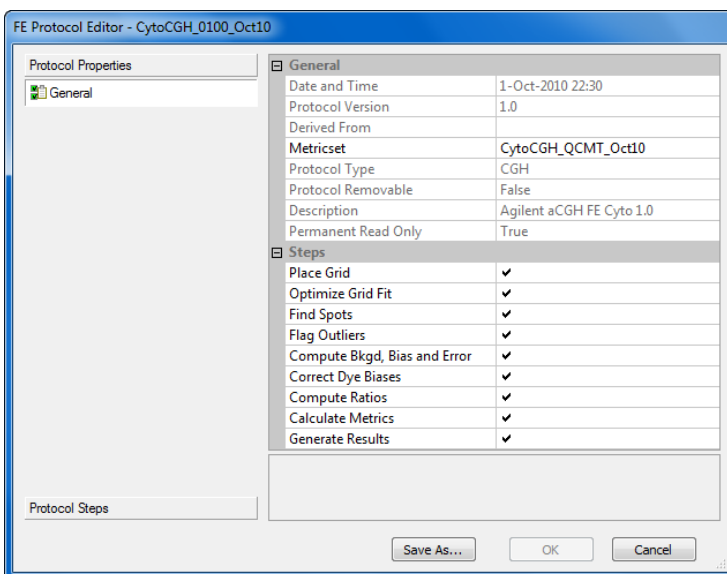 FE Protocol Editor - CytoCGH_0100_Oct10
Protocol Properties
General
General
Date and Time 1-Oct-2010 22:30
Protocol Version 1.0
Derived From
Metricset CytoCGH_QCMT_Oct10
Protocol Type CGH
Protocol Removable False
Description Agilent aCGH FE Cyto 1.0
Permanent Read Only True
Steps
Place Grid ✔
Optimize Grid Fit ✔
Find Spots ✔
Flag Outliers ✔
Compute Bkgd, Bias and Error ✔
Correct Dye Biases ✔
Compute Ratios ✔
Calculate Metrics ✔
Generate Results ✔
Protocol Steps
Save As... OK Cancel